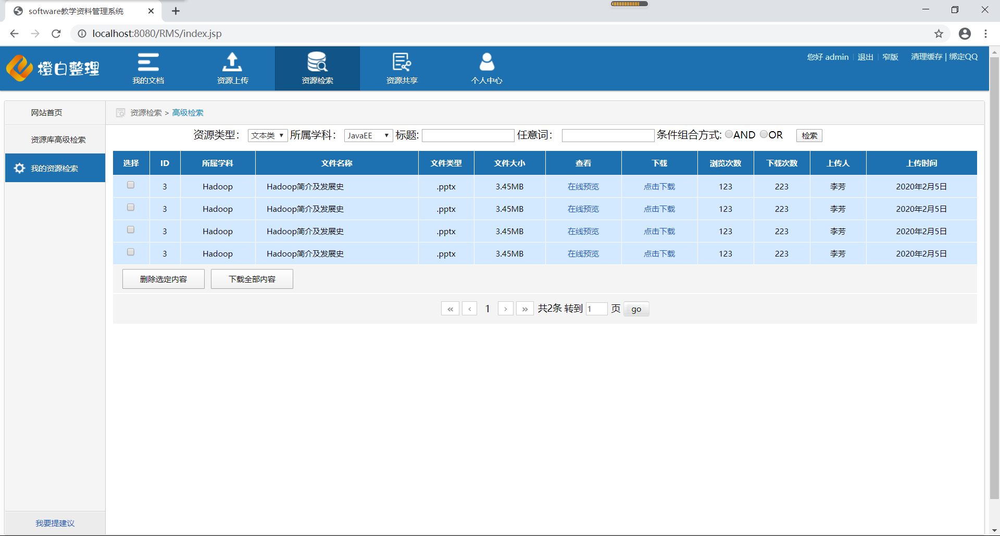 software教学资料管理系统
localhost:8080/RMS/index.jsp
橙白整理
我的文档
资源上传
资源检索
资源共享
个人中心
您好 admin 退出 窄版 清理缓存 | 绑定QQ
网站首页
资源库高级检索
我的资源检索
我要提建议
资源检索 > 高级检索
资源类型： 文本类 所属学科： JavaEE 标题: 任意词： 条件组合方式: AND OR 检索
选择 ID 所属学科 文件名称 文件类型 文件大小 查看 下载 浏览次数 下载次数 上传人 上传时间
3 Hadoop Hadoop简介及发展史 .pptx 3.45MB 在线预览 点击下载 123 223 李芳 2020年2月5日
3 Hadoop Hadoop简介及发展史 .pptx 3.45MB 在线预览 点击下载 123 223 李芳 2020年2月5日
3 Hadoop Hadoop简介及发展史 .pptx 3.45MB 在线预览 点击下载 123 223 李芳 2020年2月5日
3 Hadoop Hadoop简介及发展史 .pptx 3.45MB 在线预览 点击下载 123 223 李芳 2020年2月5日
删除选定内容 下载全部内容
« ‹ 1 › » 共2条 转到 1 页 go